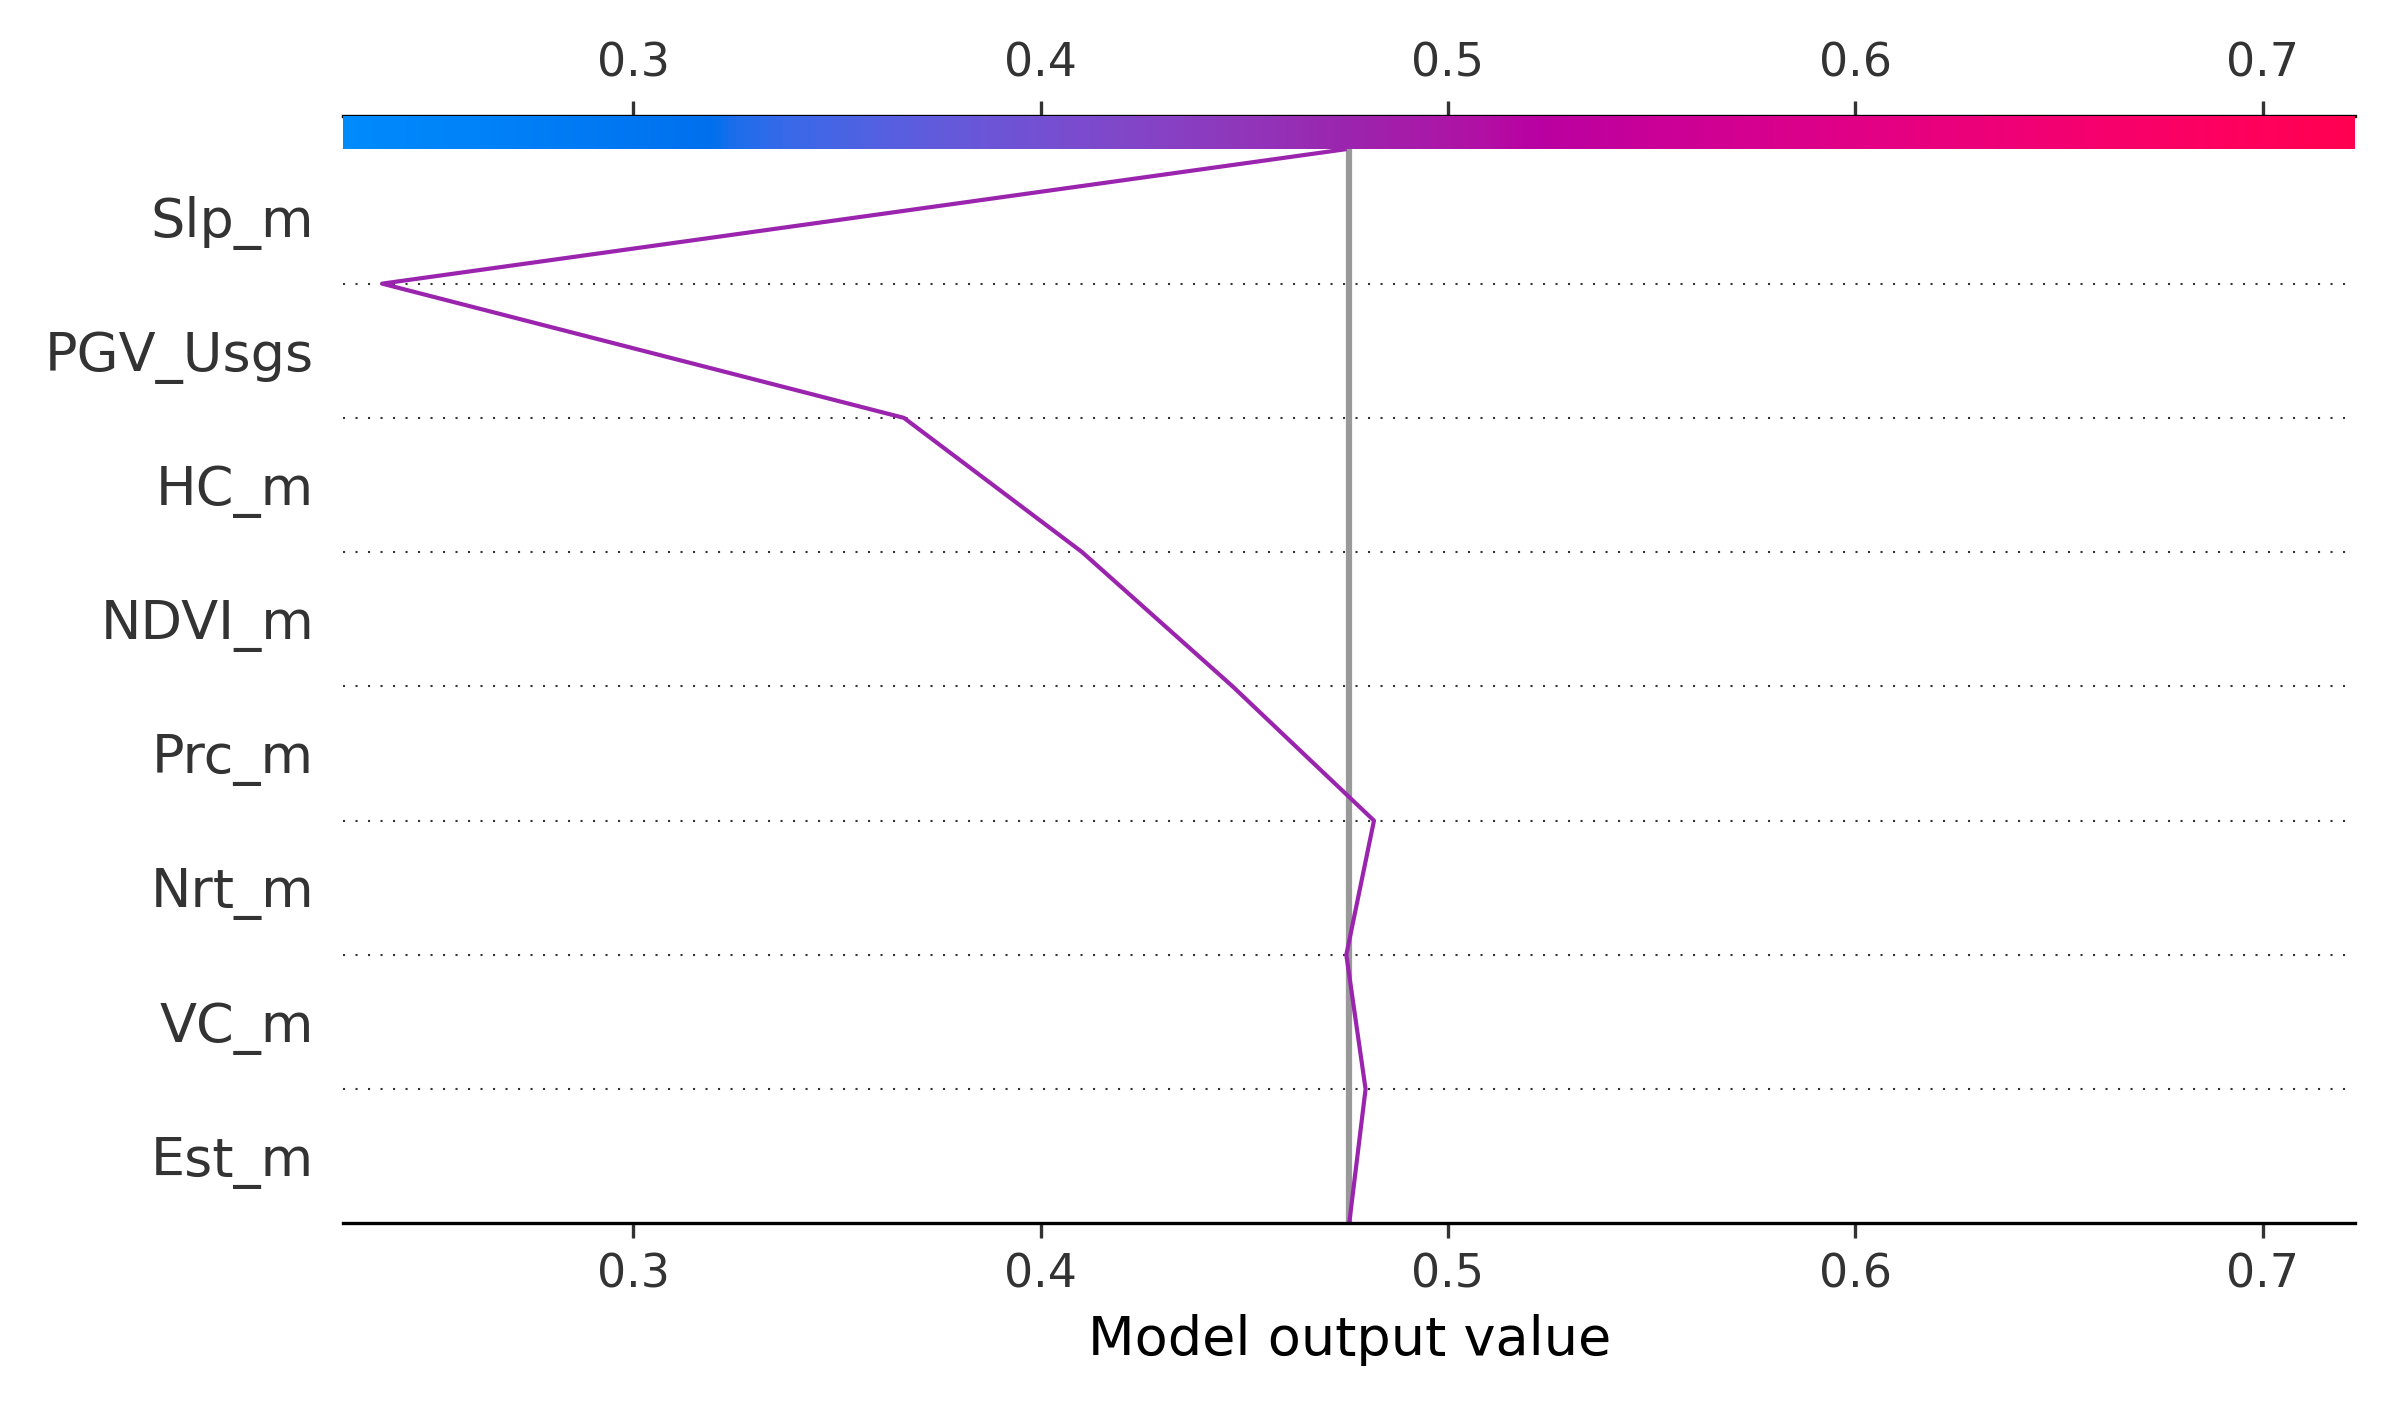 0.3 0.4 0.5 0.6 0.7
Slp_m
PGV_Usgs
HC_m
NDVI_m
Prc_m
Nrt_m
VC_m
Est_m
0.3 0.4 0.5 0.6 0.7
Model output value